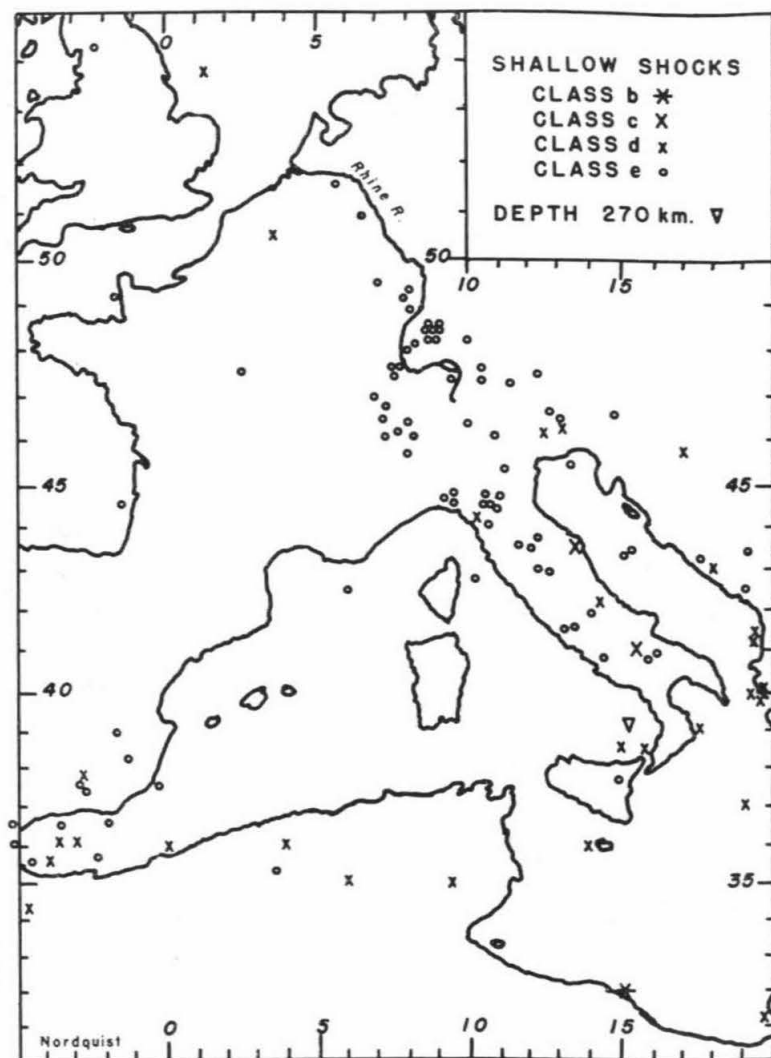 0 5
SHALLOW SHOCKS
CLASS b ✳
CLASS c X
CLASS d x
CLASS e o
DEPTH 270 km. ∇
Rhine R.
50 50
10 15
45 45
40 40
35 35
Nordquist
0 5 10 15